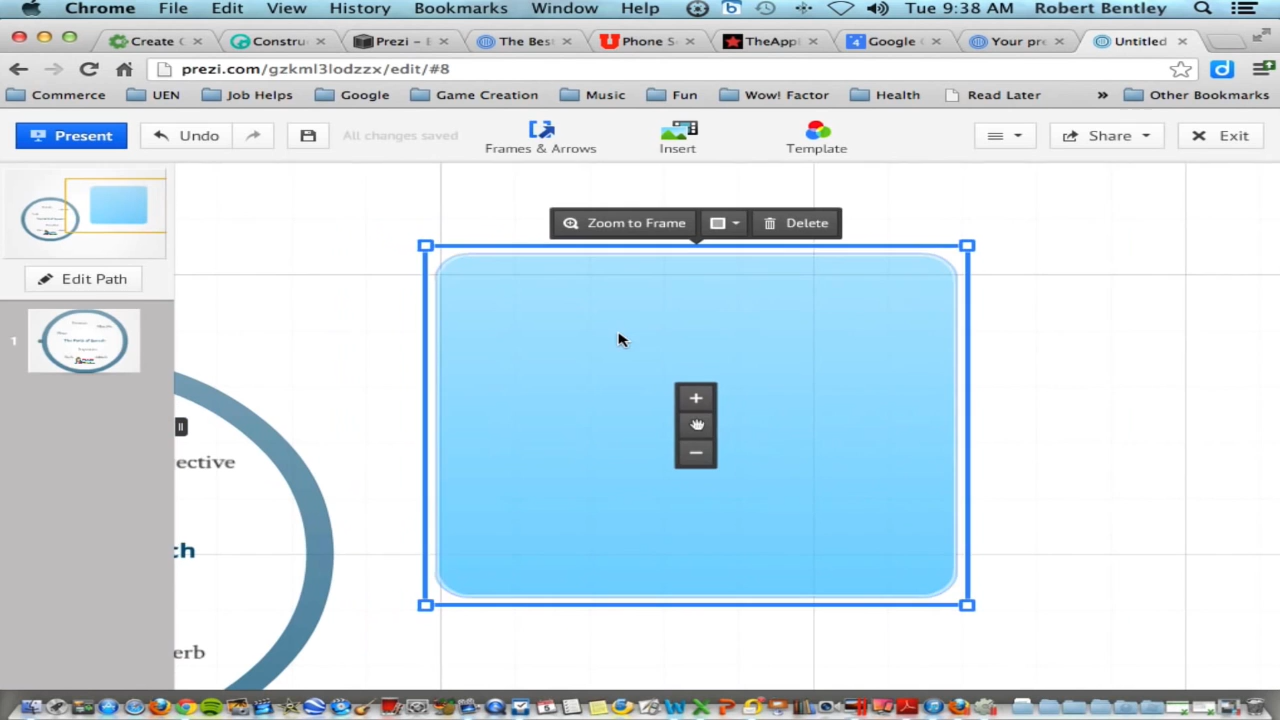 Chrome File Edit View History Bookmarks Window Help Tue 9:38 AM Robert Bentley
Create Constru Prezi - The Bes Phone S TheAppl Google Your pre Untitled
prezi.com/gzkml3lodzzx/edit/#8
Commerce UEN Job Helps Google Game Creation Music Fun Wow! Factor Health Read Later » Other Bookmarks
Present Undo All changes saved Frames & Arrows Insert Template Share Exit
Zoom to Frame Delete
Edit Path
1
ective
ch
erb